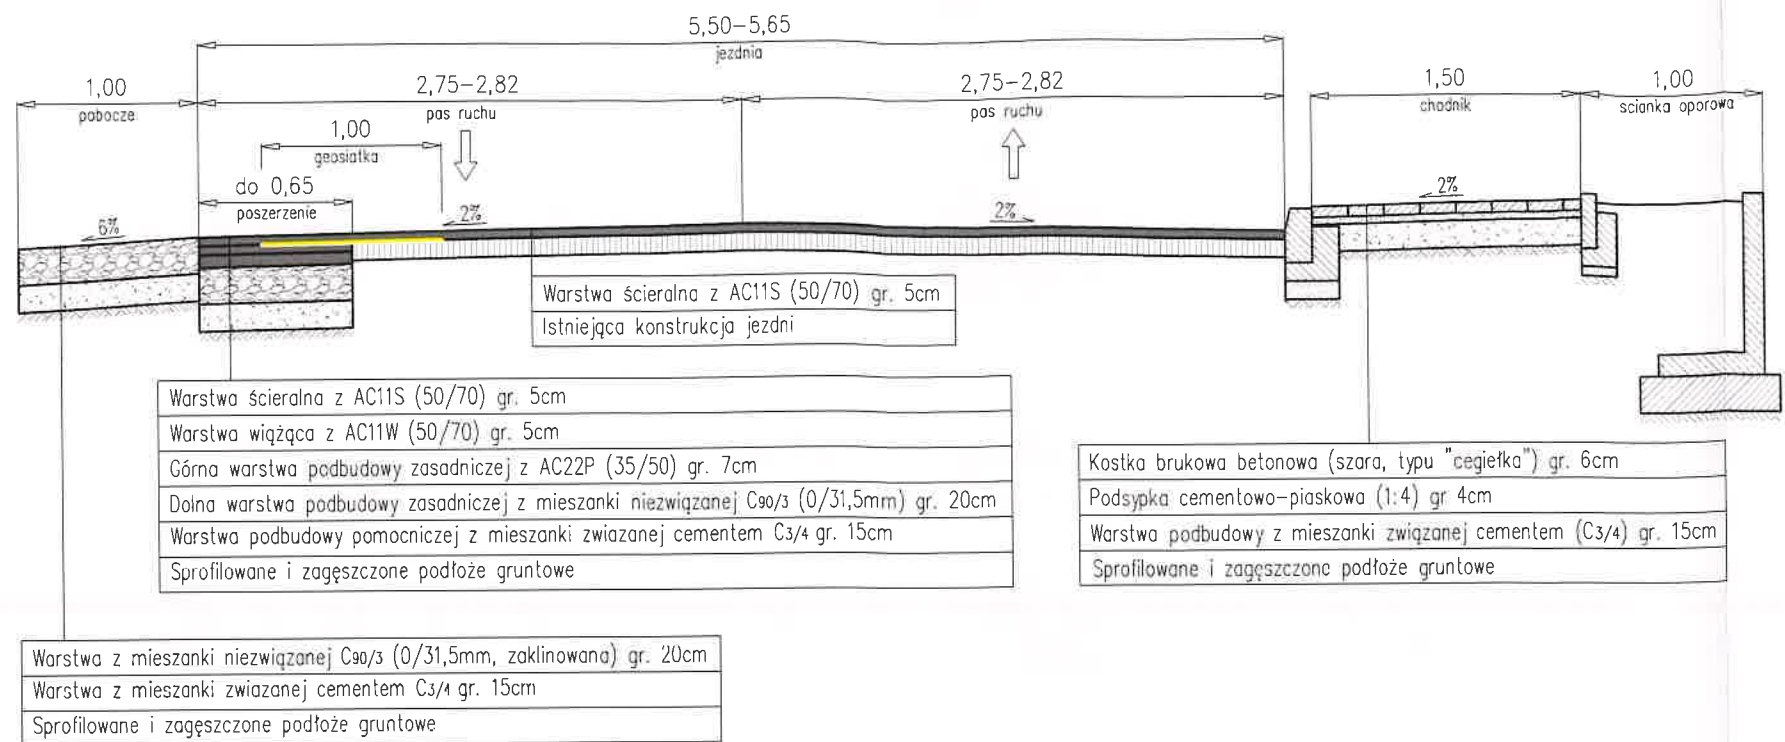 5,50-5,65
jezdnia
1,00
pobocze
2,75-2,82
pas ruchu
2,75-2,82
pas ruchu
1,50
chodnik
1,00
scianka oporowa
1,00
geosiatka
do 0,65
poszerzenie
6%
2%
2%
2%
Warstwa ścieralna z AC11S (50/70) gr. 5cm
Istniejąca konstrukcja jezdni
Warstwa ścieralna z AC11S (50/70) gr. 5cm
Warstwa wiążąca z AC11W (50/70) gr. 5cm
Górna warstwa podbudowy zasadniczej z AC22P (35/50) gr. 7cm
Dolna warstwa podbudowy zasadniczej z mieszanki niezwiązanej C90/3 (0/31,5mm) gr. 20cm
Warstwa podbudowy pomocniczej z mieszanki zwiazanej cementem C3/4 gr. 15cm
Sprofilowane i zagęszczone podłoże gruntowe
Kostka brukowa betonowa (szara, typu "cegiełka") gr. 6cm
Podsypka cementowo-piaskowa (1:4) gr 4cm
Warstwa podbudowy z mieszanki związanej cementem (C3/4) gr. 15cm
Sprofilowane i zagęszczone podłoże gruntowe
Warstwa z mieszanki niezwiązanej C90/3 (0/31,5mm, zaklinowana) gr. 20cm
Warstwa z mieszanki zwiazanej cementem C3/4 gr. 15cm
Sprofilowane i zagęszczone podłoże gruntowe